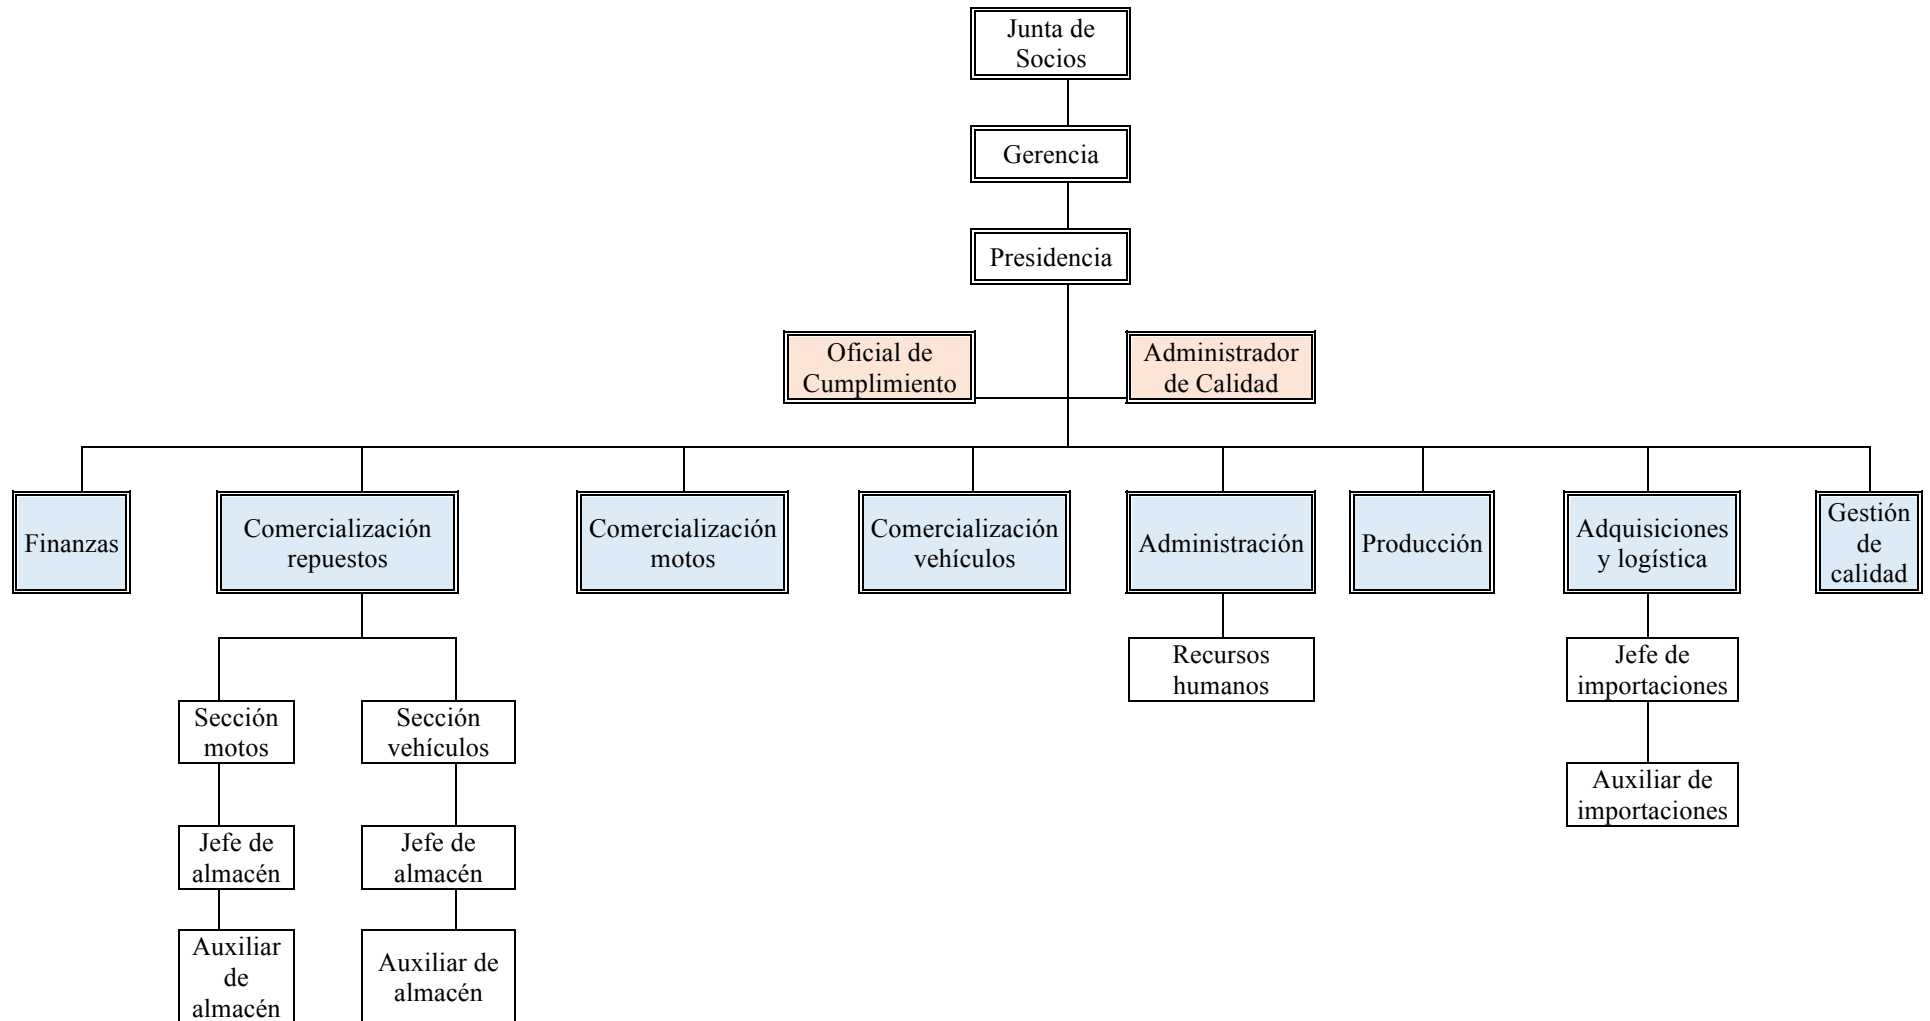 Junta de
Socios
Gerencia
Presidencia
Oficial de
Cumplimiento
Administrador
de Calidad
Finanzas
Comercialización
repuestos
Comercialización
motos
Comercialización
vehículos
Administración
Producción
Adquisiciones
y logística
Gestión
de
calidad
Recursos
humanos
Jefe de
importaciones
Sección
motos
Sección
vehículos
Auxiliar de
importaciones
Jefe de
almacén
Jefe de
almacén
Auxiliar
de
almacén
Auxiliar de
almacén